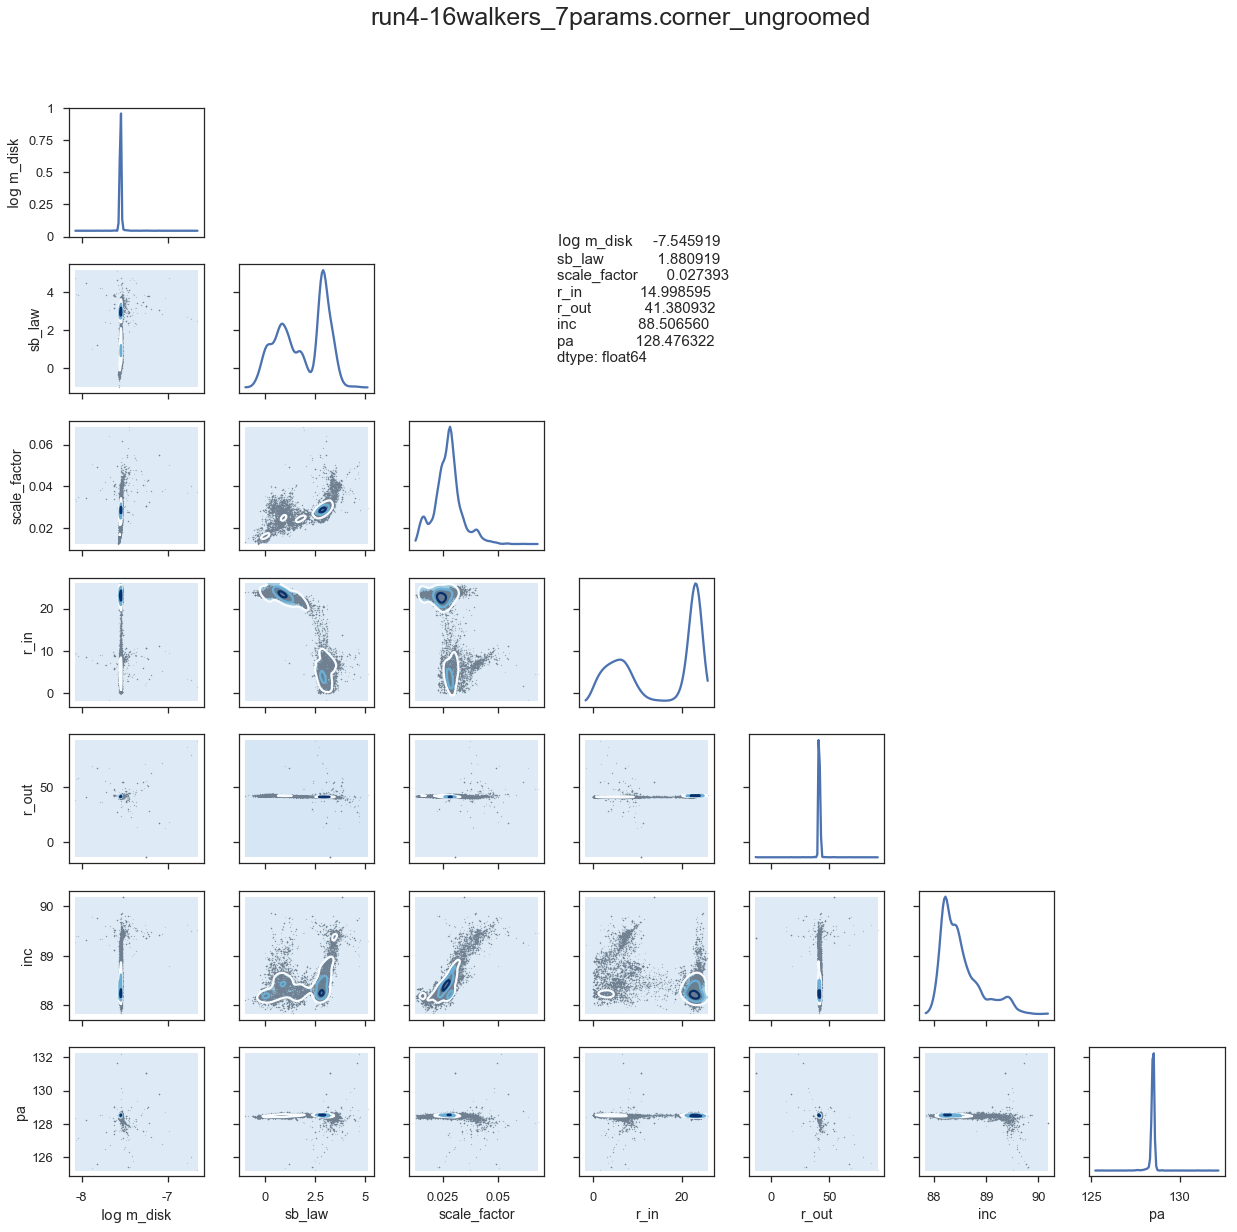 run4-16walkers_7params.corner_ungroomed
1
0.75
0.5
0.25
0
log m_disk
log m_disk -7.545919
sb_law 1.880919
scale_factor 0.027393
r_in 14.998595
r_out 41.380932
inc 88.506560
pa 128.476322
dtype: float64
4
2
0
sb_law
0.06
0.04
0.02
scale_factor
20
10
0
r_in
50
0
r_out
90
89
88
inc
132
130
128
126
pa
-8 -7 0 2.5 5 0.025 0.05 0 20 0 50 88 89 90 125 130
log m_disk sb_law scale_factor r_in r_out inc pa